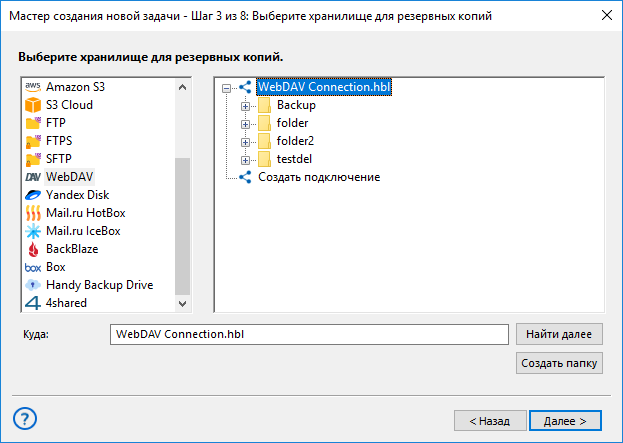 Мастер создания новой задачи - Шаг 3 из 8: Выберите хранилище для резервных копий
Выберите хранилище для резервных копий.
aws Amazon S3
S3 Cloud
FTP
FTPS
SFTP
DAV WebDAV
Yandex Disk
Mail.ru HotBox
Mail.ru IceBox
BackBlaze
box Box
Handy Backup Drive
4 4shared
WebDAV Connection.hbl
Backup
folder
folder2
testdel
Создать подключение
Куда:
WebDAV Connection.hbl
Найти далее
Создать папку
?
< Назад
Далее >